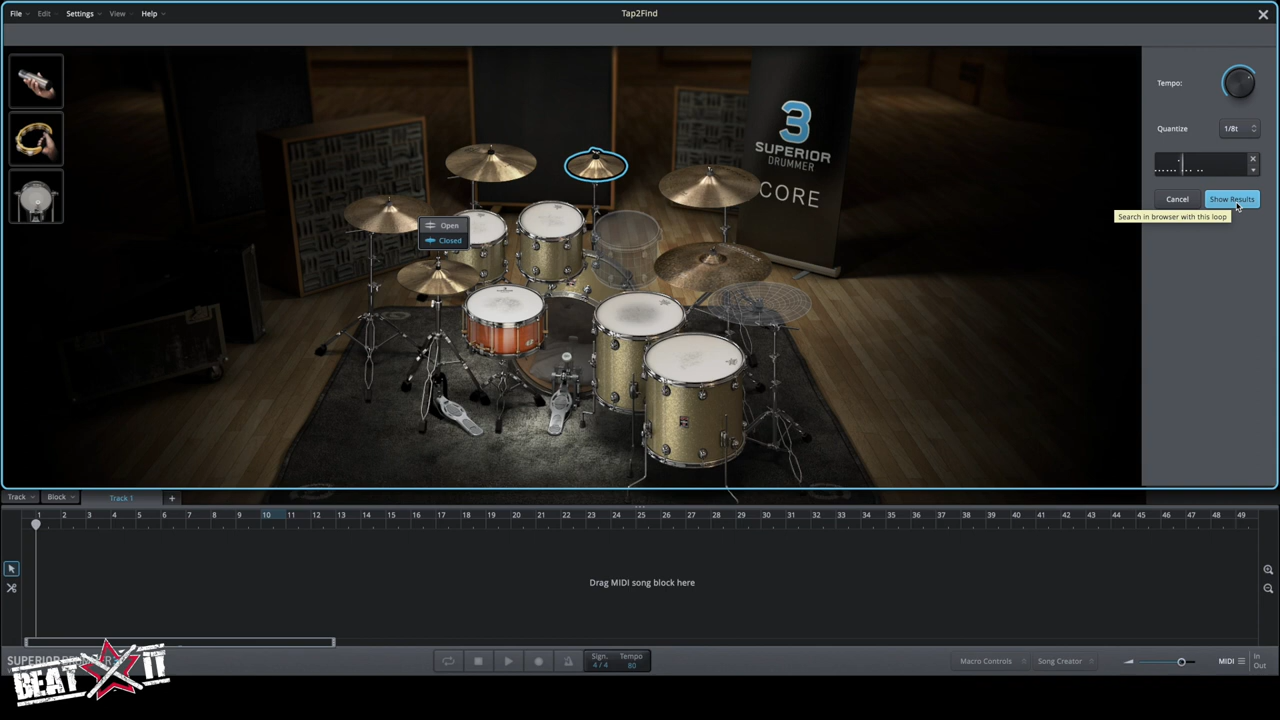 File Edit Settings View Help
Tap2Find
3
SUPERIOR
DRUMMER
CORE
Open
Closed
Tempo:
Quantize 1/8t
Cancel Show Results
Search in browser with this loop
Track Block Track 1 +
1 2 3 4 5 6 7 8 9 10 11 12 13 14 15 16 17 18 19 20 21 22 23 24 25 26 27 28 29 30 31 32 33 34 35 36 37 38 39 40 41 42 43 44 45 46 47 48 49
Drag MIDI song block here
Sign. Tempo
4/4 80
Macro Controls Song Creator MIDI In
Out
BEAT IT